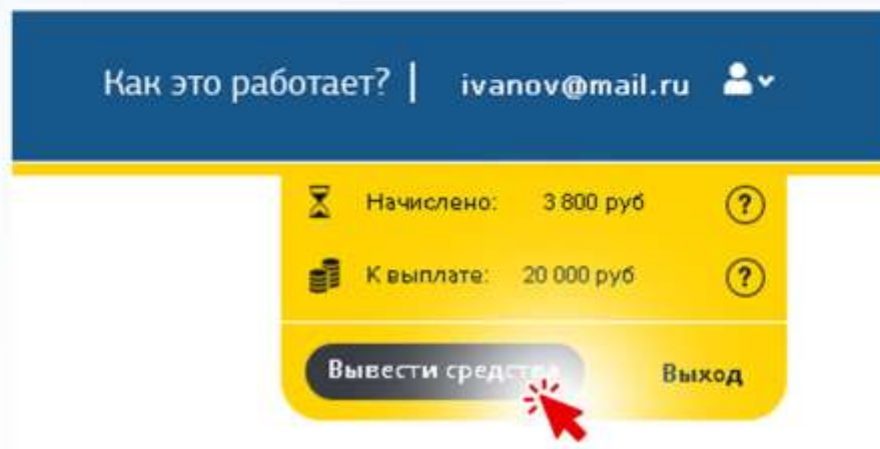 Как это работает? | ivanov@mail.ru
Начислено: 3 800 руб ?
К выплате: 20 000 руб ?
Вывести средства Выход